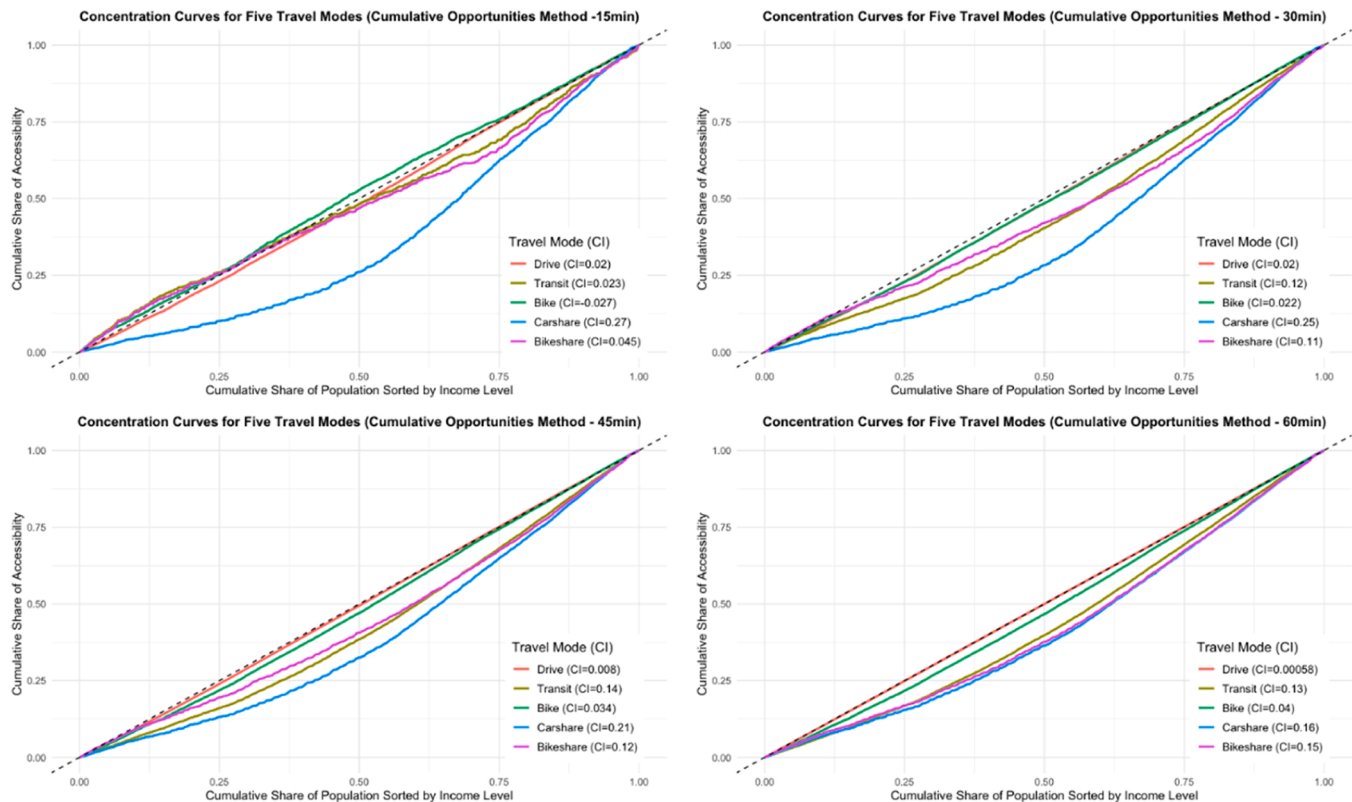 Concentration Curves for Five Travel Modes (Cumulative Opportunities Method -15min)
Cumulative Share of Accessibility
1.00
0.75
0.50
0.25
0.00
Travel Mode (CI)
Drive (CI=0.02)
Transit (CI=0.023)
Bike (CI=-0.027)
Carshare (CI=0.27)
Bikeshare (CI=0.045)
0.00 0.25 0.50 0.75 1.00
Cumulative Share of Population Sorted by Income Level
Concentration Curves for Five Travel Modes (Cumulative Opportunities Method - 30min)
Cumulative Share of Accessibility
1.00
0.75
0.50
0.25
0.00
Travel Mode (CI)
Drive (CI=0.02)
Transit (CI=0.12)
Bike (CI=0.022)
Carshare (CI=0.25)
Bikeshare (CI=0.11)
0.00 0.25 0.50 0.75 1.00
Cumulative Share of Population Sorted by Income Level
Concentration Curves for Five Travel Modes (Cumulative Opportunities Method - 45min)
Cumulative Share of Accessibility
1.00
0.75
0.50
0.25
0.00
Travel Mode (CI)
Drive (CI=0.008)
Transit (CI=0.14)
Bike (CI=0.034)
Carshare (CI=0.21)
Bikeshare (CI=0.12)
0.00 0.25 0.50 0.75 1.00
Cumulative Share of Population Sorted by Income Level
Concentration Curves for Five Travel Modes (Cumulative Opportunities Method - 60min)
Cumulative Share of Accessibility
1.00
0.75
0.50
0.25
0.00
Travel Mode (CI)
Drive (CI=0.00058)
Transit (CI=0.13)
Bike (CI=0.04)
Carshare (CI=0.16)
Bikeshare (CI=0.15)
0.00 0.25 0.50 0.75 1.00
Cumulative Share of Population Sorted by Income Level